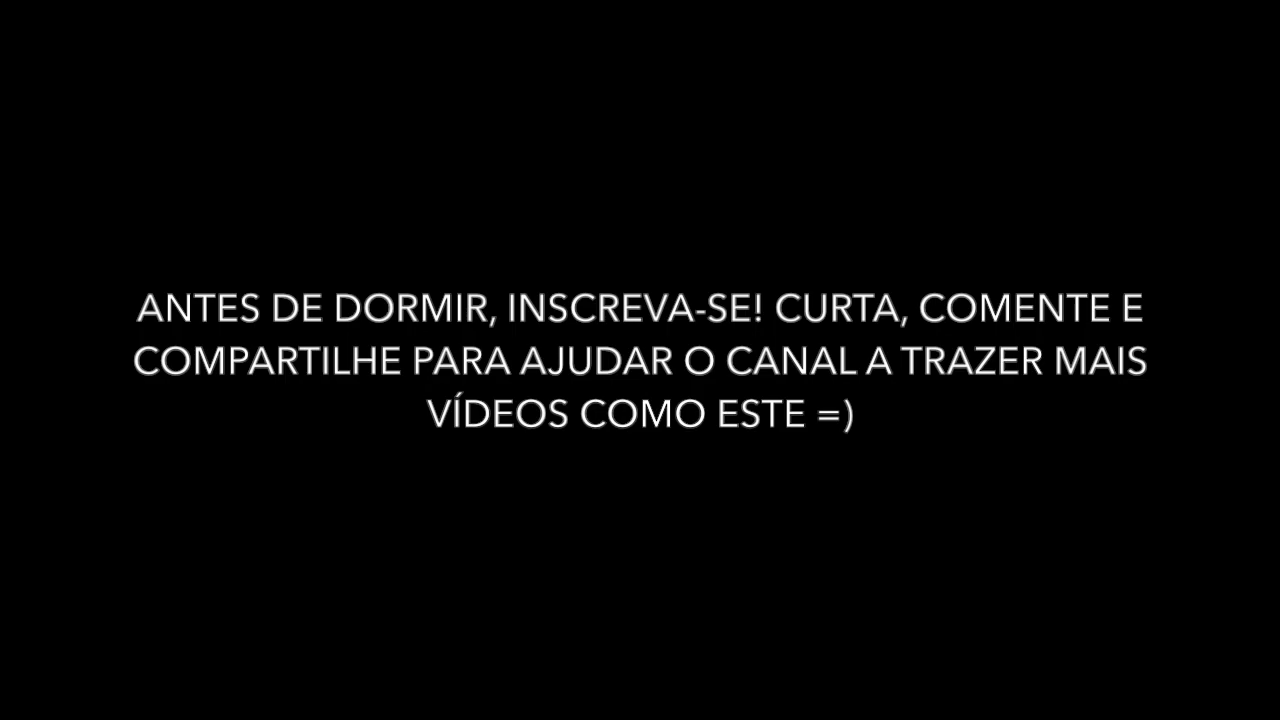 ANTES DE DORMIR, INSCREVA-SE! CURTA, COMENTE E
COMPARTILHE PARA AJUDAR O CANAL A TRAZER MAIS
VÍDEOS COMO ESTE =)